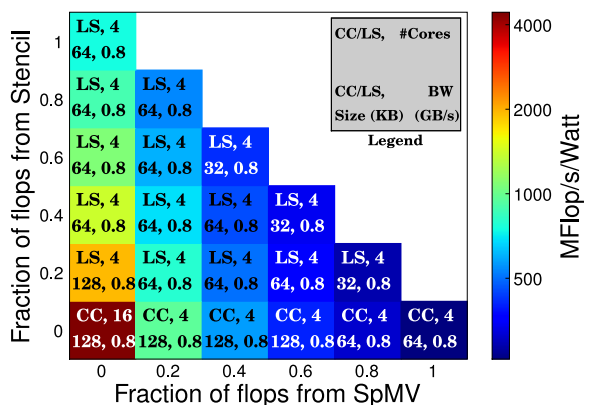 Fraction of flops from Stencil
1
0.8
0.6
0.4
0.2
0
LS, 4
64, 0.8
LS, 4
64, 0.8
LS, 4
64, 0.8
LS, 4
64, 0.8
LS, 4
64, 0.8
LS, 4
32, 0.8
LS, 4
64, 0.8
LS, 4
64, 0.8
LS, 4
64, 0.8
LS, 4
32, 0.8
LS, 4
128, 0.8
LS, 4
64, 0.8
LS, 4
64, 0.8
LS, 4
64, 0.8
LS, 4
32, 0.8
CC, 16
128, 0.8
CC, 4
128, 0.8
CC, 4
128, 0.8
CC, 4
128, 0.8
CC, 4
64, 0.8
CC, 4
64, 0.8
0 0.2 0.4 0.6 0.8 1
Fraction of flops from SpMV
CC/LS, #Cores
CC/LS, BW
Size (KB) (GB/s)
Legend
4000
2000
1000
500
MFlop/s/Watt